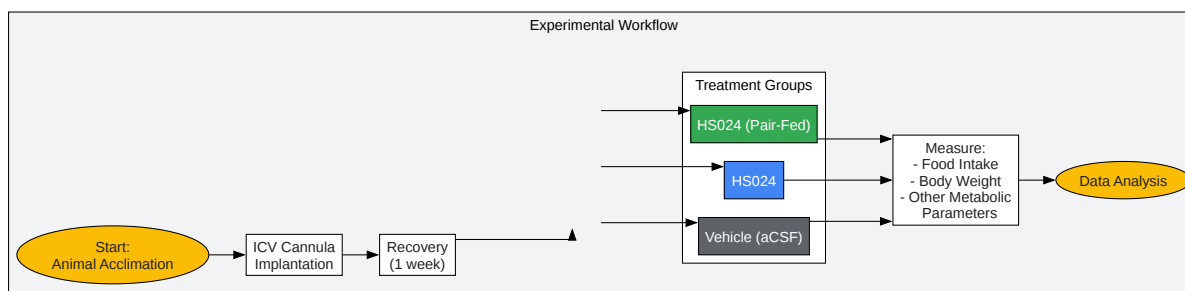 Experimental Workflow
Start:
Animal Acclimation
ICV Cannula
Implantation
Recovery
(1 week)
Treatment Groups
HS024 (Pair-Fed)
HS024
Vehicle (aCSF)
Measure:
- Food Intake
- Body Weight
- Other Metabolic
Parameters
Data Analysis